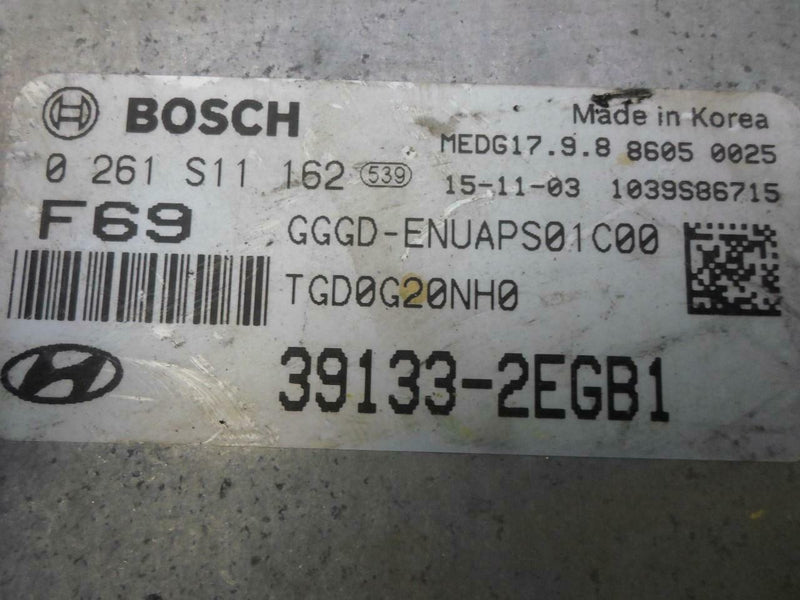 BOSCH
Made in Korea
0 261 S11 162 539
MEDG17.9.8 8605 0025
15-11-03 1039S86715
F69
GGGD-ENUAPS01C00
TGD0G20NH0
39133-2EGB1